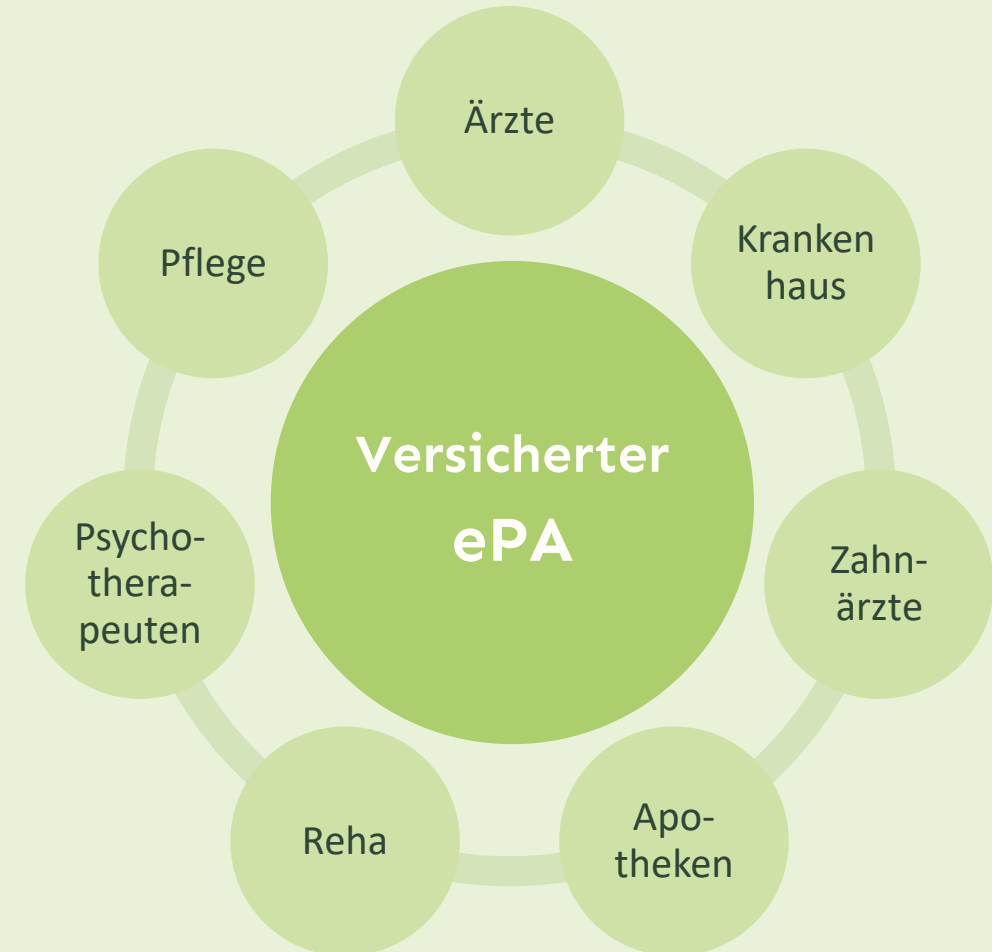 Ärzte
Kranken
haus
Zahn-
ärzte
Apo-
theken
Reha
Psycho-
thera-
peuten
Pflege
Versicherter
ePA